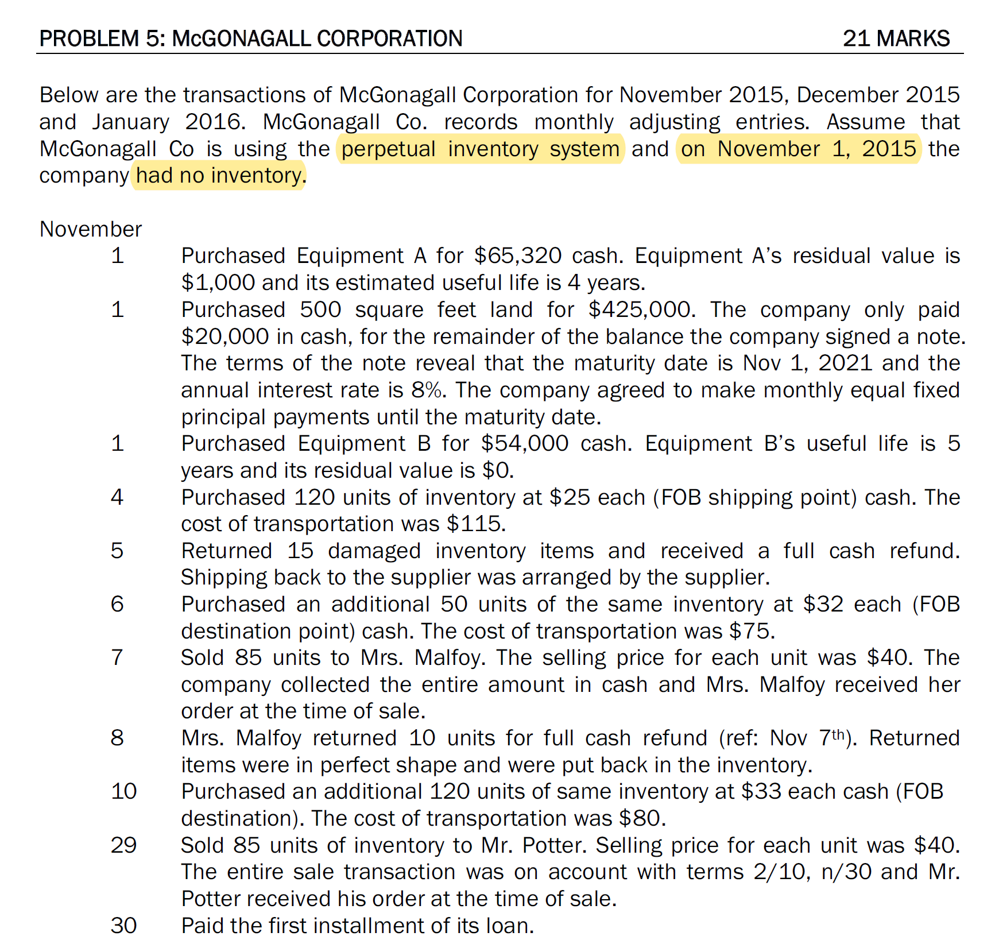 PROBLEM 5: McGONAGALL CORPORATION 21 MARKS
Below are the transactions of McGonagall Corporation for November 2015, December 2015
and January 2016. McGonagall Co. records monthly adjusting entries. Assume that
McGonagall Co is using the perpetual inventory system and on November 1, 2015 the
company had no inventory.
November
1 Purchased Equipment A for $65,320 cash. Equipment A's residual value is
$1,000 and its estimated useful life is 4 years.
1 Purchased 500 square feet land for $425,000. The company only paid
$20,000 in cash, for the remainder of the balance the company signed a note.
The terms of the note reveal that the maturity date is Nov 1, 2021 and the
annual interest rate is 8%. The company agreed to make monthly equal fixed
principal payments until the maturity date.
1 Purchased Equipment B for $54,000 cash. Equipment B's useful life is 5
years and its residual value is $0.
4 Purchased 120 units of inventory at $25 each (FOB shipping point) cash. The
cost of transportation was $115.
5 Returned 15 damaged inventory items and received a full cash refund.
Shipping back to the supplier was arranged by the supplier.
6 Purchased an additional 50 units of the same inventory at $32 each (FOB
destination point) cash. The cost of transportation was $75.
7 Sold 85 units to Mrs. Malfoy. The selling price for each unit was $40. The
company collected the entire amount in cash and Mrs. Malfoy received her
order at the time of sale.
8 Mrs. Malfoy returned 10 units for full cash refund (ref: Nov 7th). Returned
items were in perfect shape and were put back in the inventory.
10 Purchased an additional 120 units of same inventory at $33 each cash (FOB
destination). The cost of transportation was $80.
29 Sold 85 units of inventory to Mr. Potter. Selling price for each unit was $40.
The entire sale transaction was on account with terms 2/10, n/30 and Mr.
Potter received his order at the time of sale.
30 Paid the first installment of its loan.